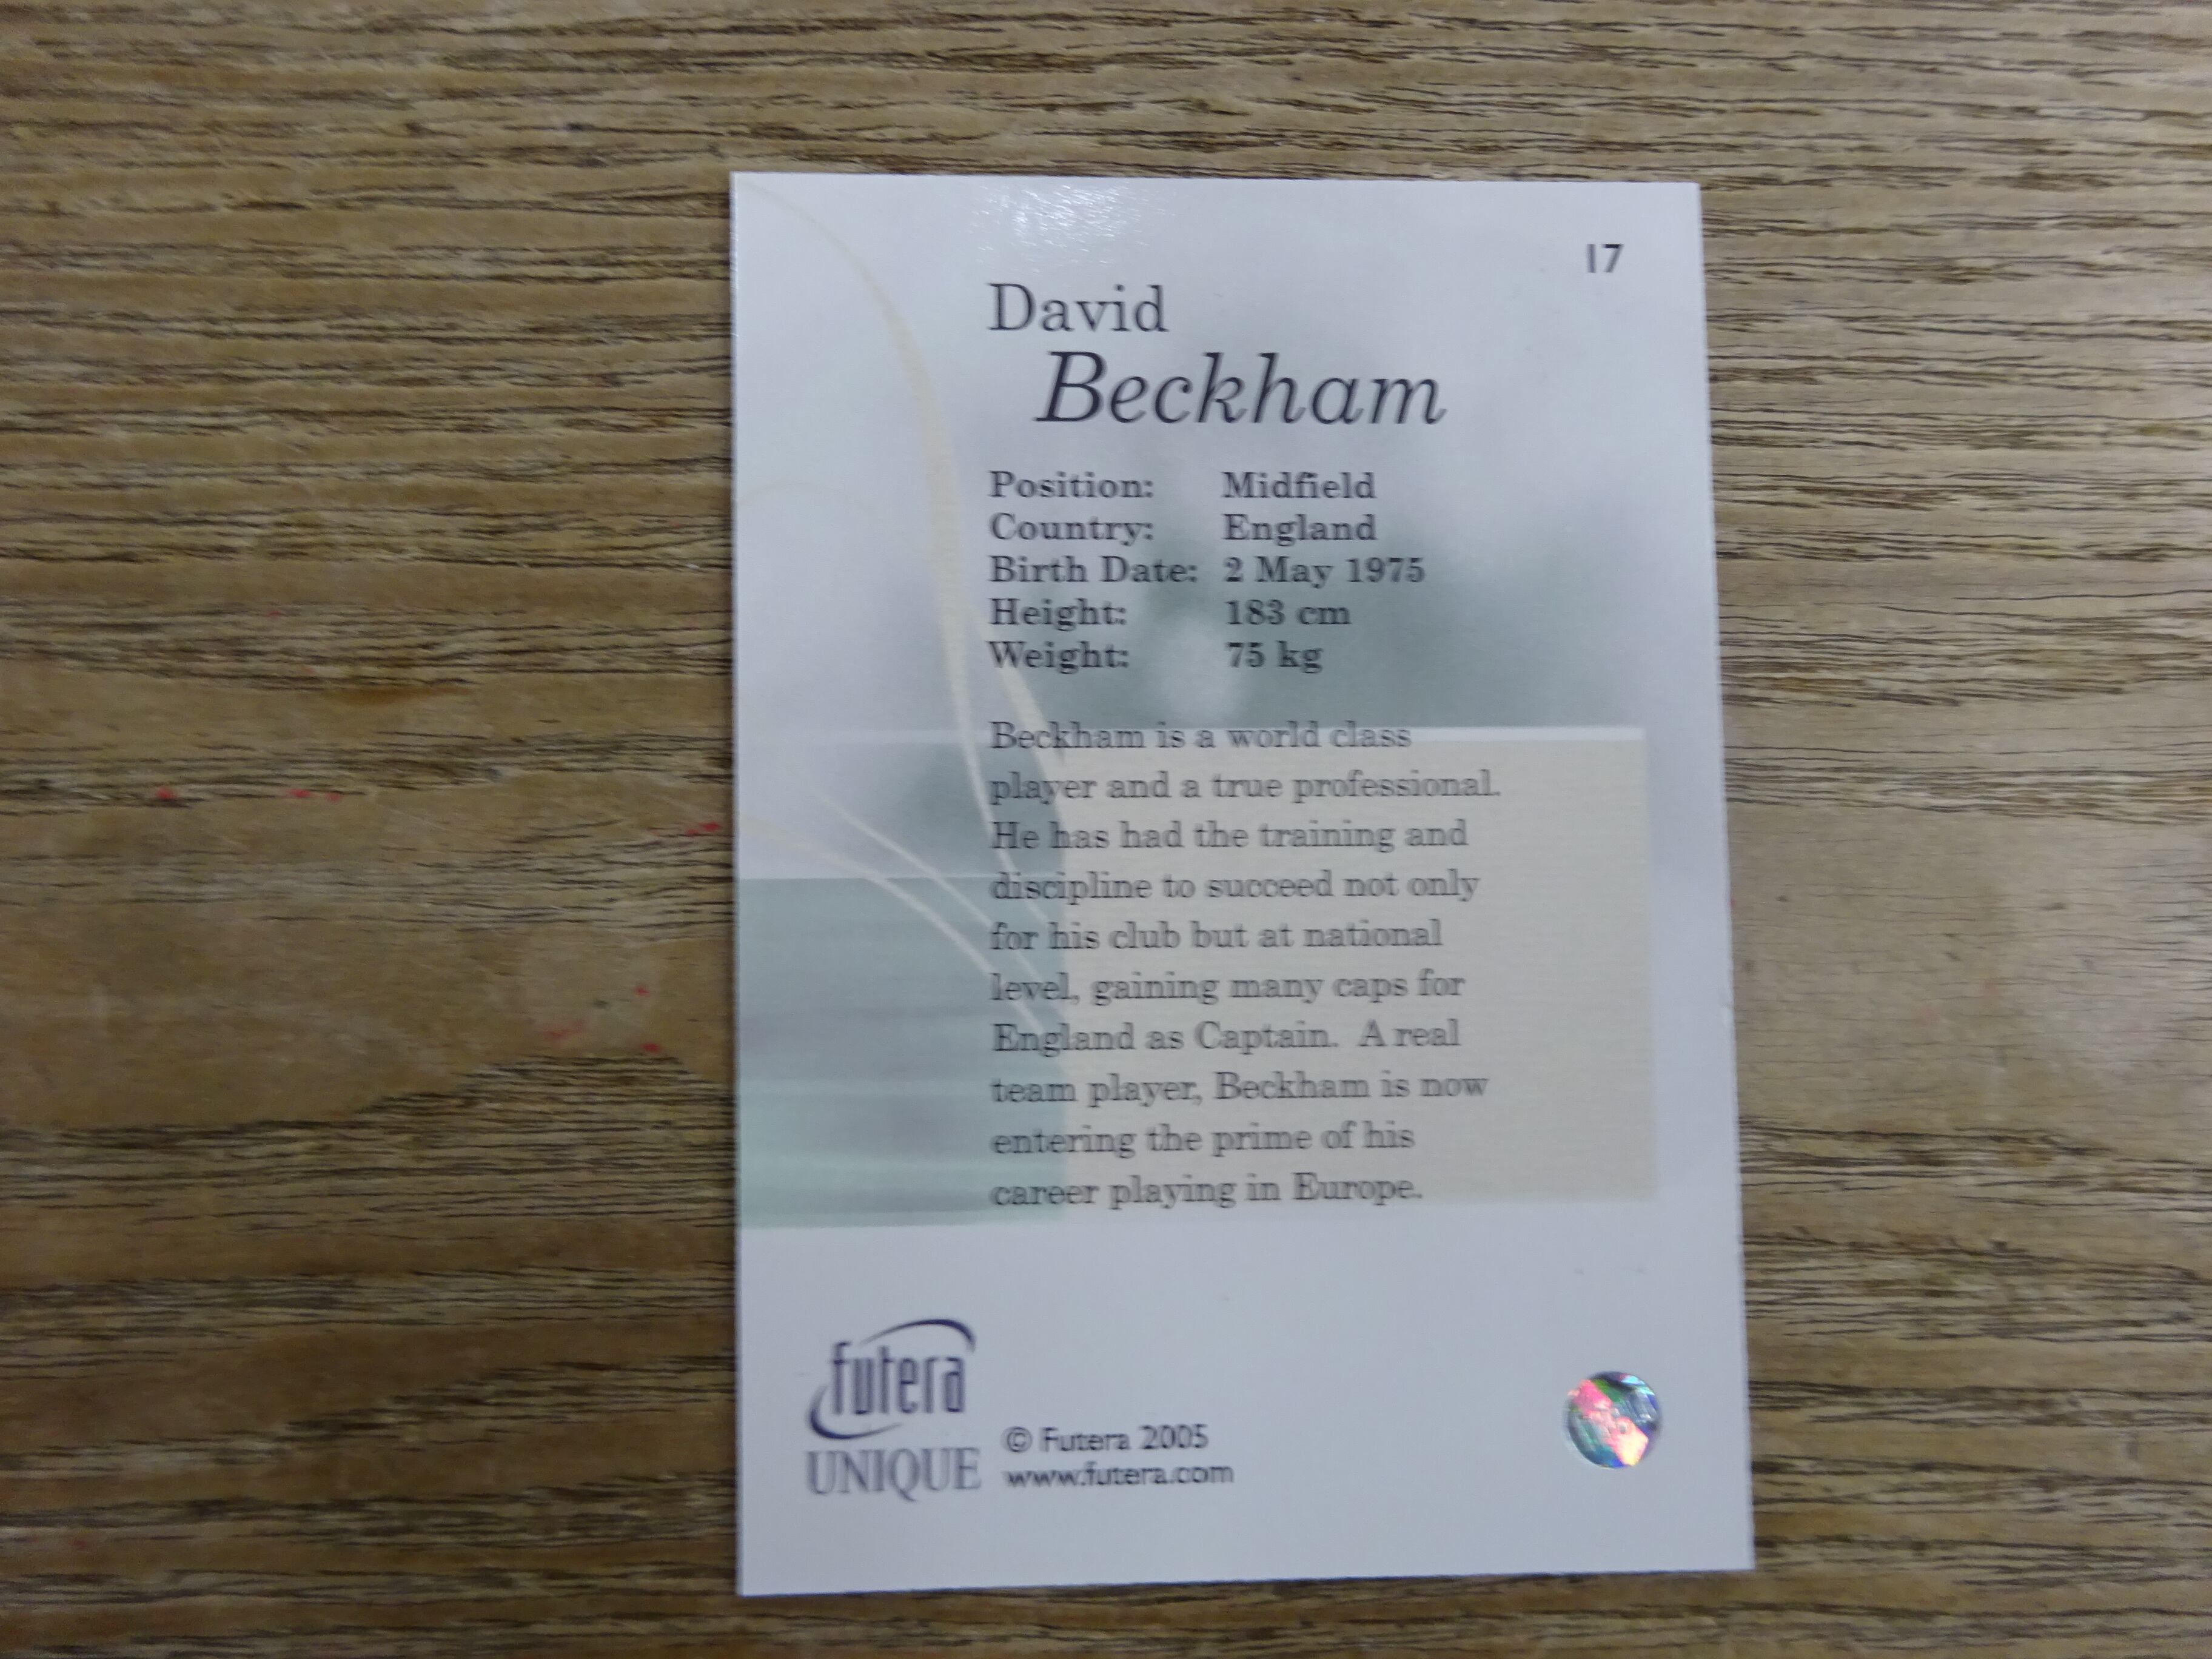 17
David
Beckham
Position: Midfield
Country: England
Birth Date: 2 May 1975
Height: 183 cm
Weight: 75 kg
Beckham is a world class
player and a true professional.
He has had the training and
discipline to succeed not only
for his club but at national
level, gaining many caps for
England as Captain. A real
team player, Beckham is now
entering the prime of his
career playing in Europe.
futera
UNIQUE
© Futera 2005
www.futera.com